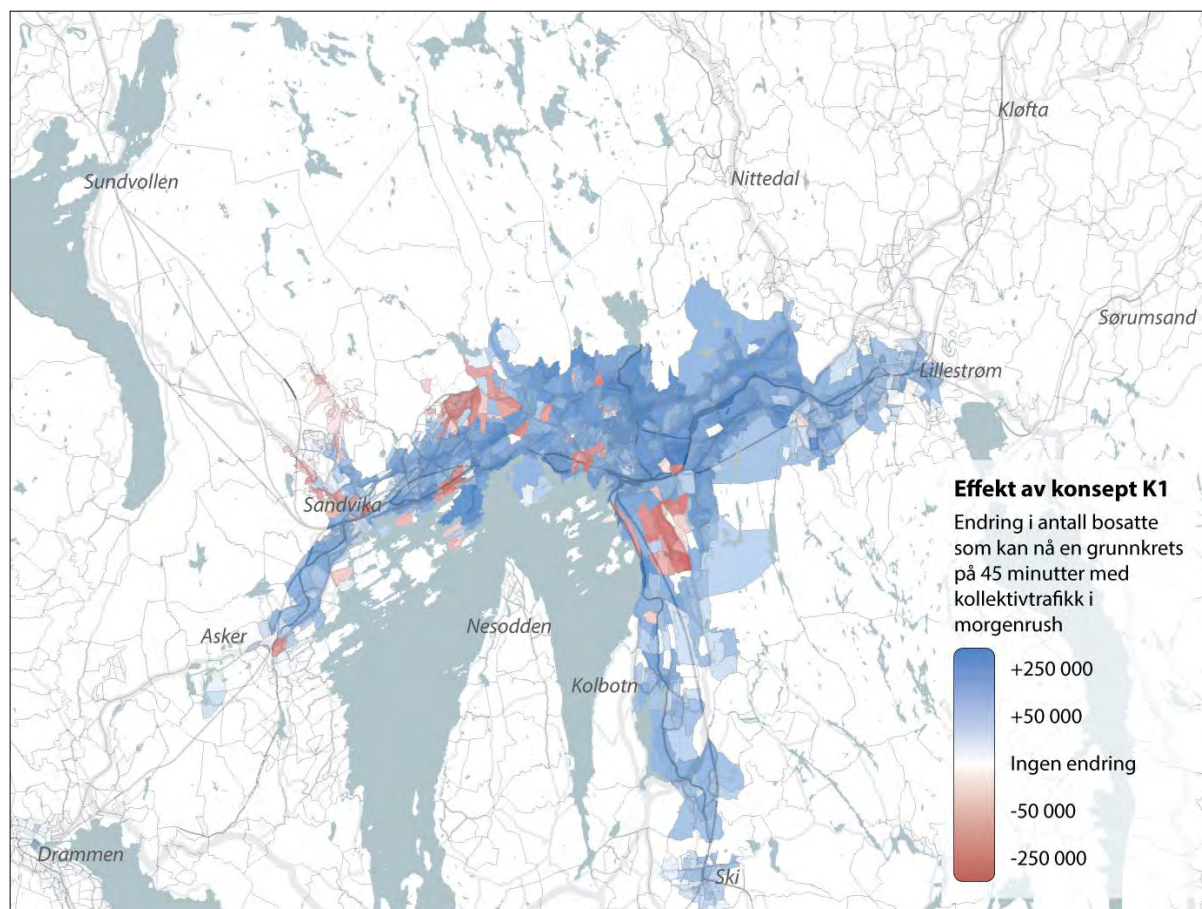 Kløfta
Sundvollen
Nittedal
Sørumsand
Lillestrøm
Sandvika
Asker
Nesodden
Kolbotn
Drammen
Ski
Effekt av konsept K1
Endring i antall bosatte
som kan nå en grunnkrets
på 45 minutter med
kollektivtrafikk i
morgenrush
+250 000
+50 000
Ingen endring
-50 000
-250 000